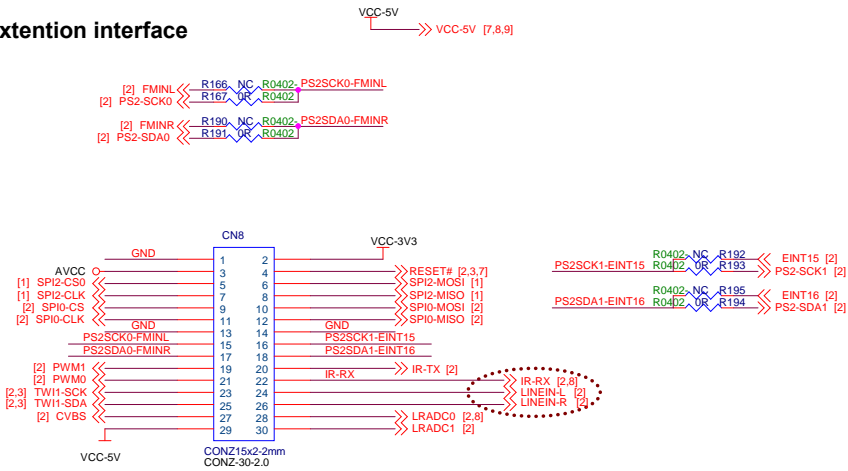 VCC-5V
xtention interface
VCC-5V [7,8,9]
[2] FMINL R166 NC R0402 PS2SCK0-FMINL
[2] PS2-SCK0 R167 0R R0402
[2] FMINR R190 NC R0402 PS2SDA0-FMINR
[2] PS2-SDA0 R191 0R R0402
CN8
VCC-3V3
GND 1 2
AVCC 3 4 RESET# [2,3,7]
[1] SPI2-CS0 5 6 SPI2-MOSI [1]
[1] SPI2-CLK 7 8 SPI2-MISO [1]
[2] SPI0-CS 9 10 SPI0-MOSI [2]
[2] SPI0-CLK 11 12 SPI0-MISO [2]
GND 13 14 GND
PS2SCK0-FMINL 15 16 PS2SCK1-EINT15
PS2SDA0-FMINR 17 18 PS2SDA1-EINT16
[2] PWM1 19 20 IR-TX [2]
[2] PWM0 21 22 IR-RX IR-RX [2,8]
[2,3] TWI1-SCK 23 24 LINEIN-L [2]
[2,3] TWI1-SDA 25 26 LINEIN-R [2]
[2] CVBS 27 28 LRADC0 [2,8]
29 30 LRADC1 [2]
VCC-5V
CONZ15x2-2mm
CONZ-30-2.0
R0402 NC R192 EINT15 [2]
PS2SCK1-EINT15 R0402 0R R193 PS2-SCK1 [2]
R0402 NC R195 EINT16 [2]
PS2SDA1-EINT16 R0402 0R R194 PS2-SDA1 [2]